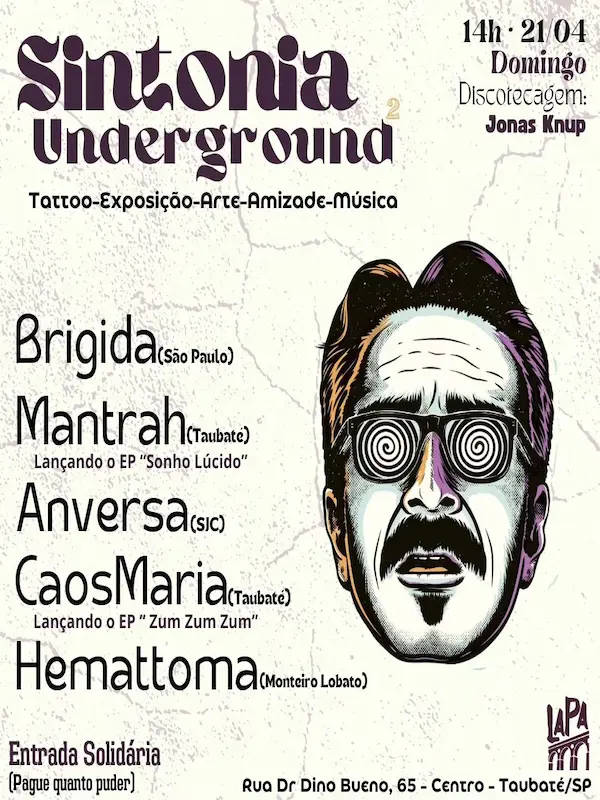 Sintonia
Underground
2
Tattoo-Exposição-Arte-Amizade-Música
14h · 21/04
Domingo
Discotecagem:
Jonas Knup
Brigida(São Paulo)
Mantrah(Taubaté)
Lançando o EP “Sonho Lúcido”
Anversa(SJC)
CaosMaria(Taubaté)
Lançando o EP “ Zum Zum Zum”
Hemattoma(Monteiro Lobato)
Entrada Solidária
(Pague quanto puder)
LAPA
Rua Dr Dino Bueno, 65 - Centro - Taubaté/SP